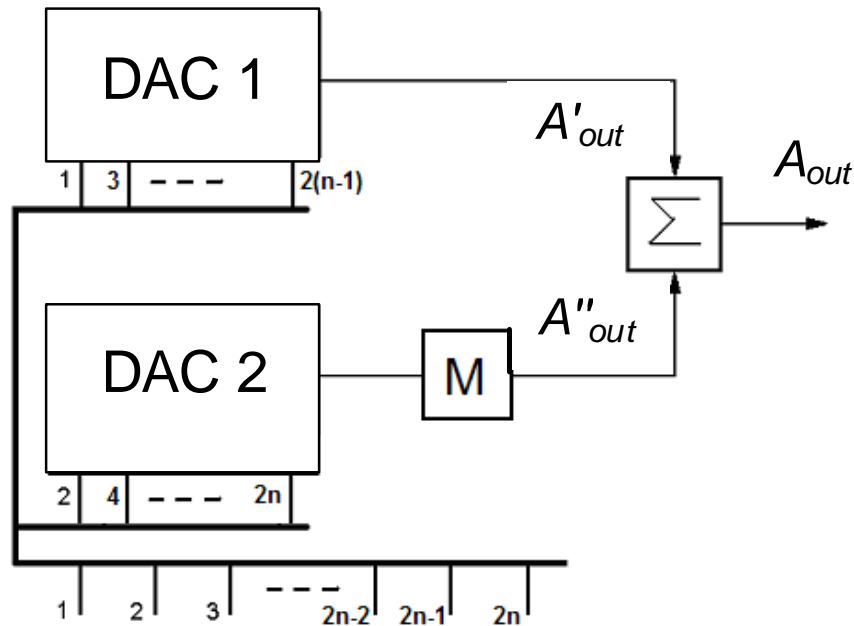 DAC 1
A'out
1 3 --- 2(n-1)
Aout
Σ
DAC 2
A"out
M
2 4 --- 2n
1 2 3 --- 2n-2 2n-1 2n